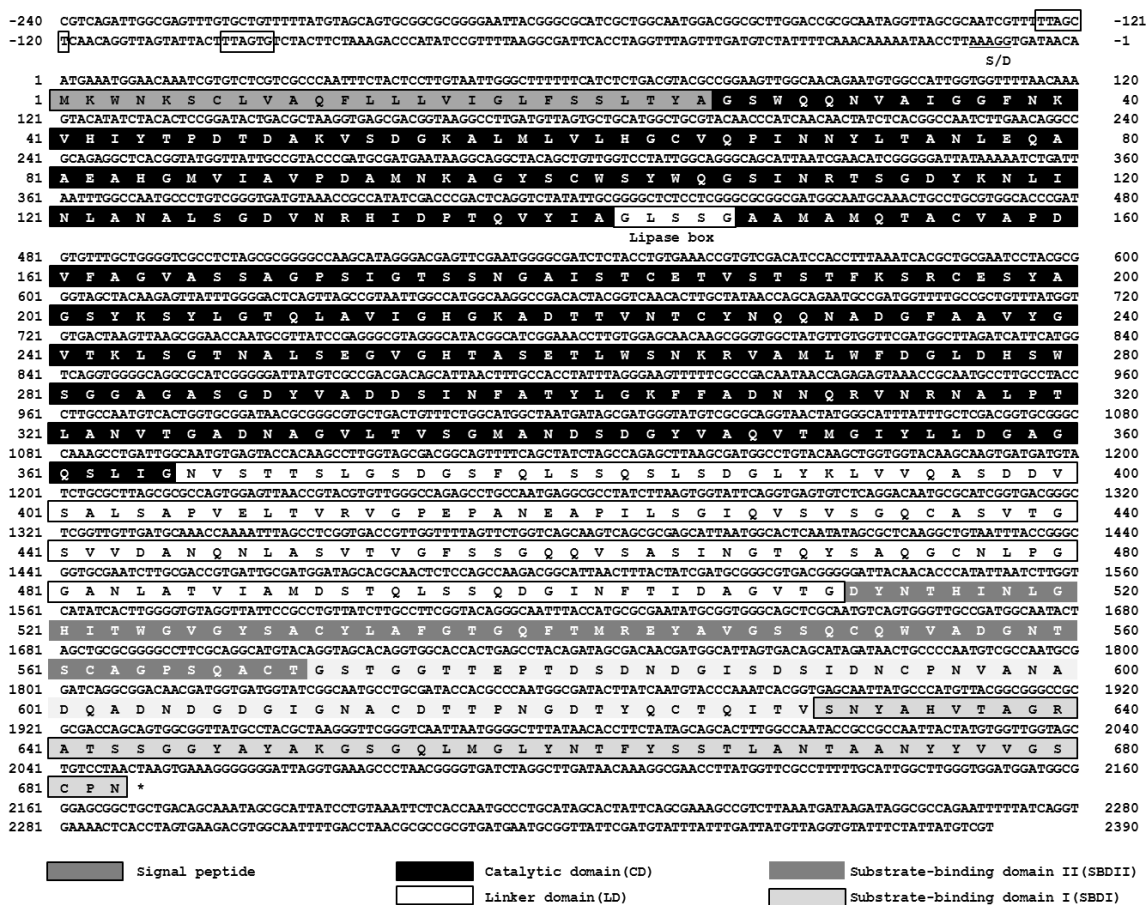 -240 CGTCAGATTGGCGAGTTTGTGCTGTTTTTATGTAGCAGTGCGGCGCGGGGAATTACGGGCGCATCGCTGGCAATGGACGGCGCTTGGACCGCGCAATAGGTTAGCGCAATCGTTTTTAGC -121
-120 TCAACAGGTTAGTATTACTTTAGTGTCTACTTCTAAAGACCCATATCCGTTTTAAGGCGATTCACCTAGGTTTAGTTTGATGTCTATTTTCAAACAAAAATAACCTTAAAGGTGATAACA -1
S/D
1 ATGAAATGGAACAAATCGTGTCTCGTCGCCCAATTTCTACTCCTTGTAATTGGGCTTTTTTCATCTCTGACGTACGCCGGAAGTTGGCAACAGAATGTGGCCATTGGTGGTTTTAACAAA 120
1 M K W N K S C L V A Q F L L L V I G L F S S L T Y A G S W Q Q N V A I G G F N K 40
121 GTACATATCTACACTCCGGATACTGACGCTAAGGTGAGCGACGGTAAGGCCTTGATGTTAGTGCTGCATGGCTGCGTACAACCCATCAACAACTATCTCACGGCCAATCTTGAACAGGCC 240
41 V H I Y T P D T D A K V S D G K A L M L V L H G C V Q P I N N Y L T A N L E Q A 80
241 GCAGAGGCTCACGGTATGGTTATTGCCGTACCCGATGCGATGAATAAGGCAGGCTACAGCTGTTGGTCCTATTGGCAGGGCAGCATTAATCGAACATCGGGGGATTATAAAAATCTGATT 360
81 A E A H G M V I A V P D A M N K A G Y S C W S Y W Q G S I N R T S G D Y K N L I 120
361 AATTTGGCCAATGCCCTGTCGGGTGATGTAAACCGCCATATCGACCCGACTCAGGTCTATATTGCGGGGCTCTCCTCGGGCGCGGCGATGGCAATGCAAACTGCCTGCGTGGCACCCGAT 480
121 N L A N A L S G D V N R H I D P T Q V Y I A G L S S G A A M A M Q T A C V A P D 160
Lipase box
481 GTGTTTGCTGGGGTCGCCTCTAGCGCGGGGCCAAGCATAGGGACGAGTTCGAATGGGGCGATCTCTACCTGTGAAACCGTGTCGACATCCACCTTTAAATCACGCTGCGAATCCTACGCG 600
161 V F A G V A S S A G P S I G T S S N G A I S T C E T V S T S T F K S R C E S Y A 200
601 GGTAGCTACAAGAGTTATTTGGGGACTCAGTTAGCCGTAATTGGCCATGGCAAGGCCGACACTACGGTCAACACTTGCTATAACCAGCAGAATGCCGATGGTTTTGCCGCTGTTTATGGT 720
201 G S Y K S Y L G T Q L A V I G H G K A D T T V N T C Y N Q Q N A D G F A A V Y G 240
721 GTGACTAAGTTAAGCGGAACCAATGCGTTATCCGAGGGCGTAGGGCATACGGCATCGGAAACCTTGTGGAGCAACAAGCGGGTGGCTATGTTGTGGTTCGATGGCTTAGATCATTCATGG 840
241 V T K L S G T N A L S E G V G H T A S E T L W S N K R V A M L W F D G L D H S W 280
841 TCAGGTGGGGCAGGCGCATCGGGGGATTATGTCGCCGACGACAGCATTAACTTTGCCACCTATTTAGGGAAGTTTTTCGCCGACAATAACCAGAGAGTAAACCGCAATGCCTTGCCTACC 960
281 S G G A G A S G D Y V A D D S I N F A T Y L G K F F A D N N Q R V N R N A L P T 320
961 CTTGCCAATGTCACTGGTGCGGATAACGCGGGCGTGCTGACTGTTTCTGGCATGGCTAATGATAGCGATGGGTATGTCGCGCAGGTAACTATGGGCATTTATTTGCTCGACGGTGCGGGC 1080
321 L A N V T G A D N A G V L T V S G M A N D S D G Y V A Q V T M G I Y L L D G A G 360
1081 CAAAGCCTGATTGGCAATGTGAGTACCACAAGCCTTGGTAGCGACGGCAGTTTTCAGCTATCTAGCCAGAGCTTAAGCGATGGCCTGTACAAGCTGGTGGTACAAGCAAGTGATGATGTA 1200
361 Q S L I G N V S T T S L G S D G S F Q L S S Q S L S D G L Y K L V V Q A S D D V 400
1201 TCTGCGCTTAGCGCGCCAGTGGAGTTAACCGTACGTGTTGGGCCAGAGCCTGCCAATGAGGCGCCTATCTTAAGTGGTATTCAGGTGAGTGTCTCAGGACAATGCGCATCGGTGACGGGC 1320
401 S A L S A P V E L T V R V G P E P A N E A P I L S G I Q V S V S G Q C A S V T G 440
1321 TCGGTTGTTGATGCAAACCAAAATTTAGCCTCGGTGACCGTTGGTTTTAGTTCTGGTCAGCAAGTCAGCGCGAGCATTAATGGCACTCAATATAGCGCTCAAGGCTGTAATTTACCGGGC 1440
441 S V V D A N Q N L A S V T V G F S S G Q Q V S A S I N G T Q Y S A Q G C N L P G 480
1441 GGTGCGAATCTTGCGACCGTGATTGCGATGGATAGCACGCAACTCTCCAGCCAAGACGGCATTAACTTTACTATCGATGCGGGCGTGACGGGGGATTACAACACCCATATTAATCTTGGT 1560
481 G A N L A T V I A M D S T Q L S S Q D G I N F T I D A G V T G D Y N T H I N L G 520
1561 CATATCACTTGGGGTGTAGGTTATTCCGCCTGTTATCTTGCCTTCGGTACAGGGCAATTTACCATGCGCGAATATGCGGTGGGCAGCTCGCAATGTCAGTGGGTTGCCGATGGCAATACT 1680
521 H I T W G V G Y S A C Y L A F G T G Q F T M R E Y A V G S S Q C Q W V A D G N T 560
1681 AGCTGCGCGGGGCCTTCGCAGGCATGTACAGGTAGCACAGGTGGCACCACTGAGCCTACAGATAGCGACAACGATGGCATTAGTGACAGCATAGATAACTGCCCCAATGTCGCCAATGCG 1800
561 S C A G P S Q A C T G S T G G T T E P T D S D N D G I S D S I D N C P N V A N A 600
1801 GATCAGGCGGACAACGATGGTGATGGTATCGGCAATGCCTGCGATACCACGCCCAATGGCGATACTTATCAATGTACCCAAATCACGGTGAGCAATTATGCCCATGTTACGGCGGGCCGC 1920
601 D Q A D N D G D G I G N A C D T T P N G D T Y Q C T Q I T V S N Y A H V T A G R 640
1921 GCGACCAGCAGTGGCGGTTATGCCTACGCTAAGGGTTCGGGTCAATTAATGGGGCTTTATAACACCTTCTATAGCAGCACTTTGGCCAATACCGCCGCCAATTACTATGTGGTTGGTAGC 2040
641 A T S S G G Y A Y A K G S G Q L M G L Y N T F Y S S T L A N T A A N Y Y V V G S 680
2041 TGTCCTAACTAAGTGAAAGGGGGGGATTAGGTGAAAGCCCTAACGGGGTGATCTAGGCTTGATAACAAAGGCGAACCTTATGGTTCGCCTTTTTGCATTGGCTTGGGTGGATGGATGGCG 2160
681 C P N *
2161 GGAGCGGCTGCTGACAGCAAATAGCGCATTATCCTGTAAATTCTCACCAATGCCCTGCATAGCACTATTCAGCGAAAGCCGTCTTAAATGATAAGATAGGCGCCAGAATTTTTATCAGGT 2280
2281 GAAAACTCACCTAGTGAAGACGTGGCAATTTTGACCTAACGCGCCGCGTGATGAATGCGGTTATTCGATGTATTTATTTGATTATGTTAGGTGTATTTCTATTATGTCGT 2390
Signal peptide Catalytic domain(CD) Substrate-binding domain II(SBDII)
Linker domain(LD) Substrate-binding domain I(SBDI)